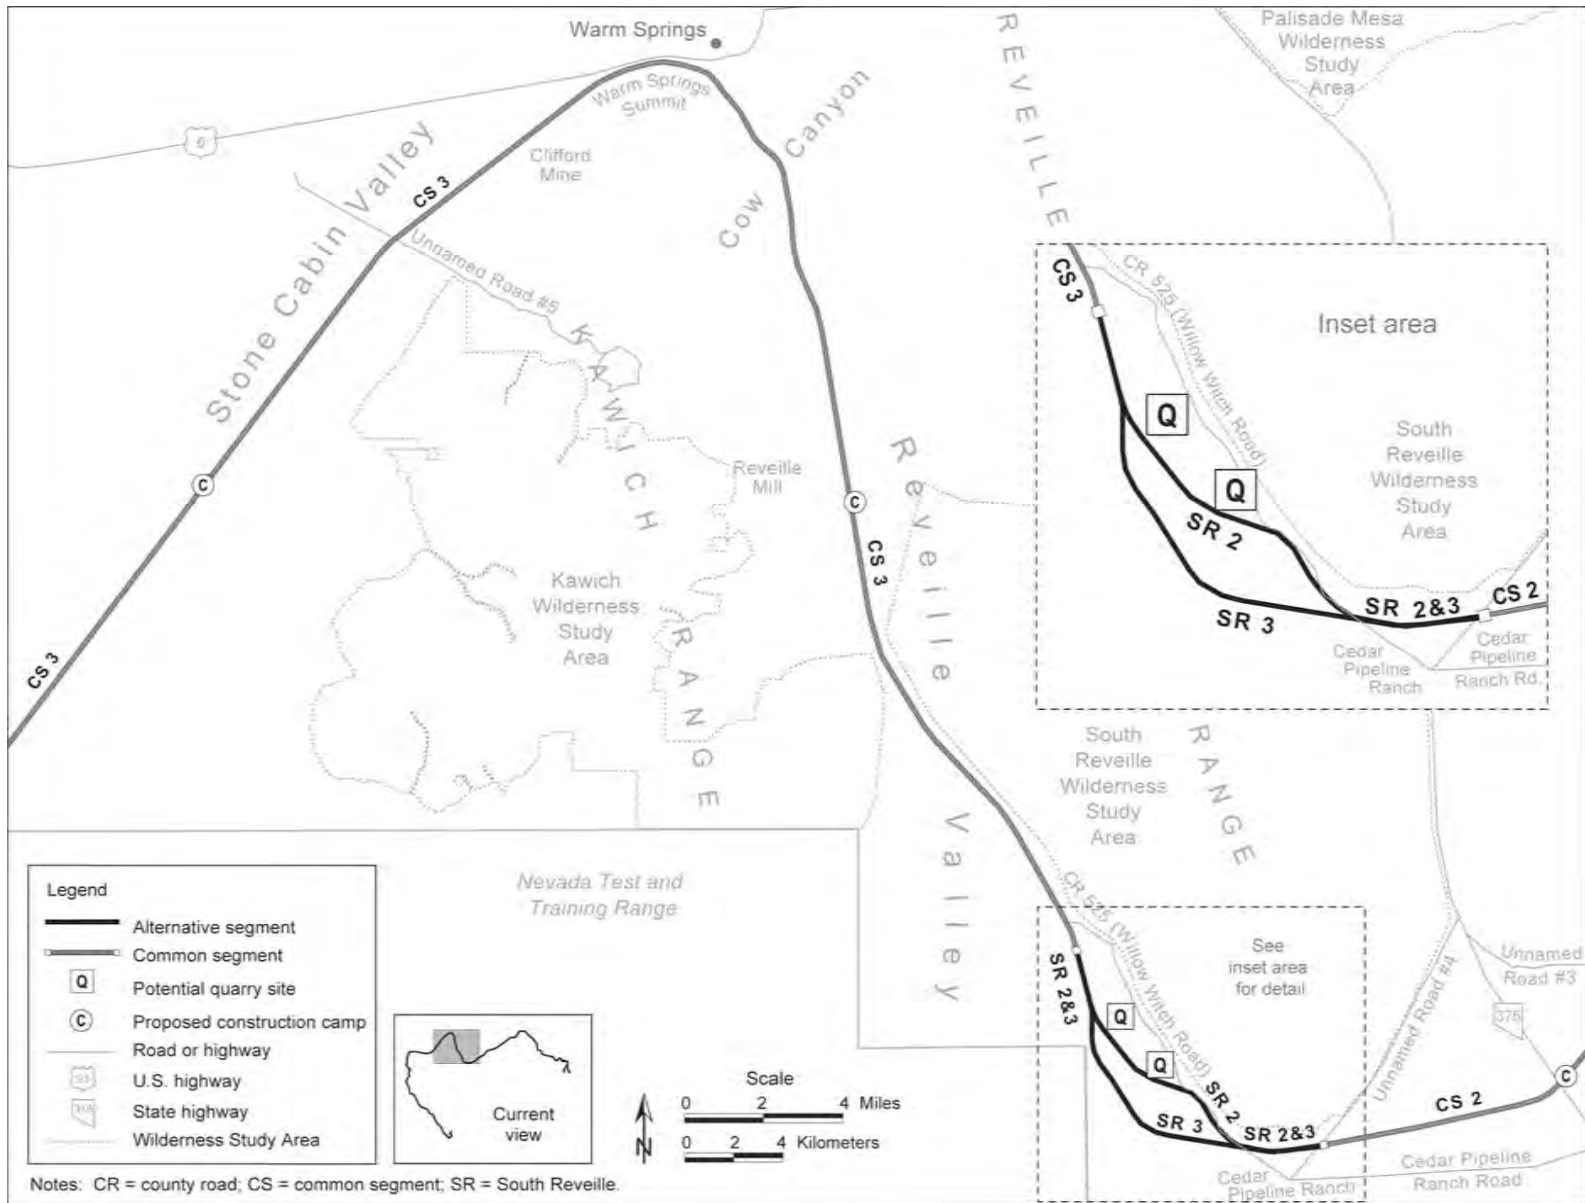 Warm Springs
Palisade Mesa
Wilderness
Study
Area
REVEILLE
Warm Springs
Summit
Canyon
Cow
6
Stone Cabin Valley
CS 3
Clifford
Mine
Unnamed Road #5
KAWICH
RANGE
CS 3
CR 525 (Willow Witch Road)
Inset area
Q
Q
South
Reveille
Wilderness
Study
Area
SR 2
SR 3
SR 2&3
CS 2
Cedar
Pipeline
Ranch
Cedar
Pipeline
Ranch Rd.
Reveille
Mill
Reveille
Valley
C
C
CS 3
Kawich
Wilderness
Study
Area
CS 3
South
Reveille
Wilderness
Study
Area
RANGE
Nevada Test and
Training Range
CR 525 (Willow Witch Road)
See
inset area
for detail
Unnamed
Road #3
Unnamed Road #4
375
SR 2&3
Q
Q
SR 2
SR 3
SR 2&3
CS 2
C
Cedar
Pipeline Ranch
Cedar Pipeline
Ranch Road
Legend
Alternative segment
Common segment
Q
Potential quarry site
C
Proposed construction camp
Road or highway
93
U.S. highway
318
State highway
Wilderness Study Area
Current
view
N
Scale
0 2 4 Miles
0 2 4 Kilometers
Notes: CR = county road; CS = common segment; SR = South Reveille.